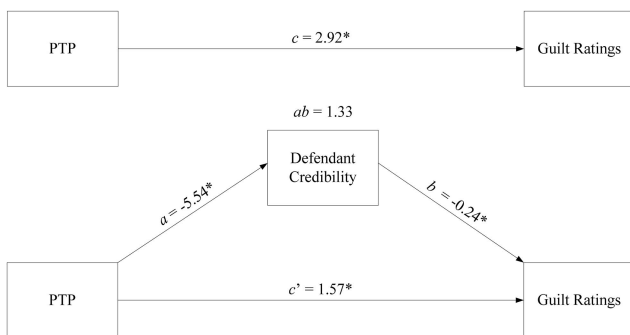 c = 2.92*
PTP
Guilt Ratings
ab = 1.33
Defendant
Credibility
a = -5.54*
b = -0.24*
c’ = 1.57*
PTP
Guilt Ratings